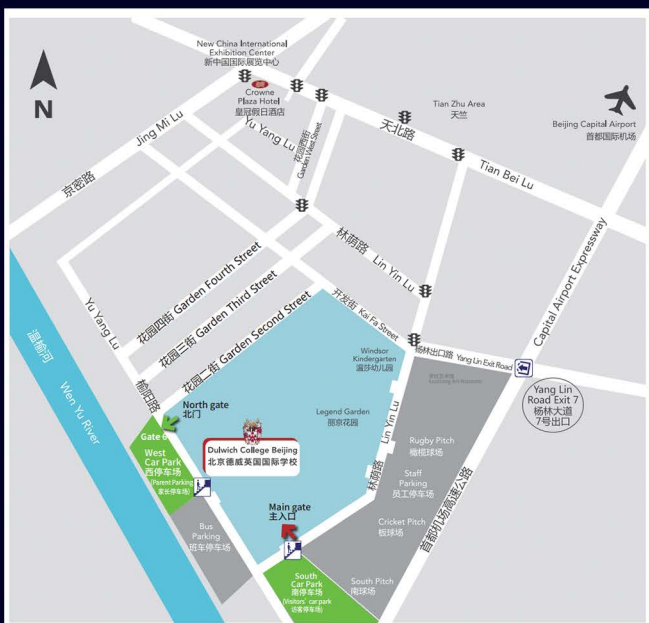 New China International
Exhibition Center
新中国国际展览中心
Crowne
Plaza Hotel
皇冠假日酒店
N
Jing Mi Lu
京密路
Yu Yang Lu
花园西街
Garden West Street
天北路
Tian Bei Lu
Tian Zhu Area
天竺
Beijing Capital Airport
首都国际机场
林荫路 Lin Yin Lu
花园四街 Garden Fourth Street
花园三街 Garden Third Street
花园二街 Garden Second Street
开发街 Kai Fa Street
Capital Airport Expressway
杨林出口路 Yang Lin Exit Road
Yu Yang Lu
榆阳路
温榆河 Wen Yu River
Windsor
Kindergarten
温莎幼儿园
Yang Lin
Road Exit 7
杨林大道
7号出口
North gate
北门
Legend Garden
丽京花园
Lin Yin Lu
林荫路
Gate 6
West
Car Park
西停车场
(Parent Parking
家长停车场)
Dulwich College Beijing
北京德威英国国际学校
Rugby Pitch
橄榄球场
Staff
Parking
员工停车场
Main gate
主入口
Bus
Parking
班车停车场
Cricket Pitch
板球场
首都机场高速公路
South
Car Park
南停车场
(Visitors' car park
访客停车场)
South Pitch
南球场